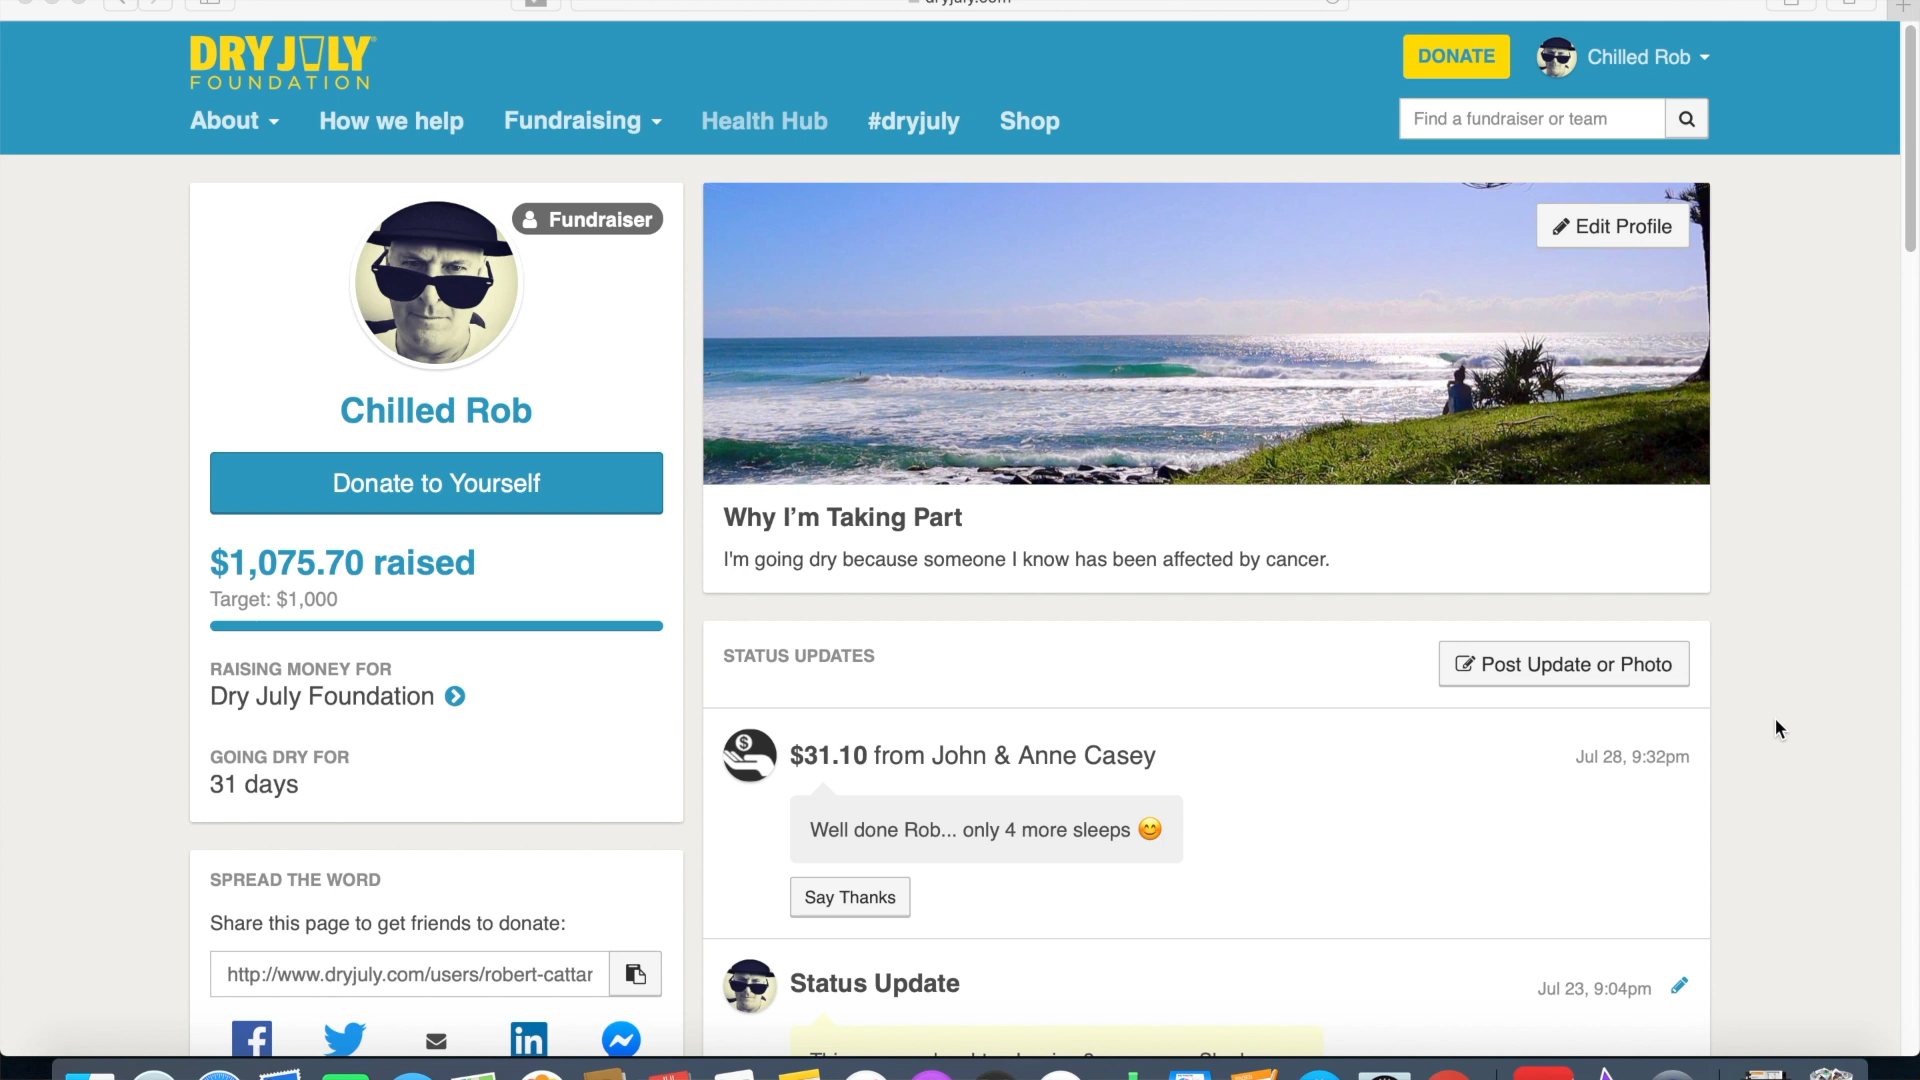 DRY JULY
FOUNDATION
DONATE
Chilled Rob
About
How we help
Fundraising
Health Hub
#dryjuly
Shop
Find a fundraiser or team
Fundraiser
Edit Profile
Chilled Rob
Donate to Yourself
$1,075.70 raised
Target: $1,000
RAISING MONEY FOR
Dry July Foundation
GOING DRY FOR
31 days
SPREAD THE WORD
Share this page to get friends to donate:
http://www.dryjuly.com/users/robert-cattar
Why I’m Taking Part
I'm going dry because someone I know has been affected by cancer.
STATUS UPDATES
Post Update or Photo
$31.10 from John & Anne Casey
Jul 28, 9:32pm
Well done Rob... only 4 more sleeps 😊
Say Thanks
Status Update
Jul 23, 9:04pm